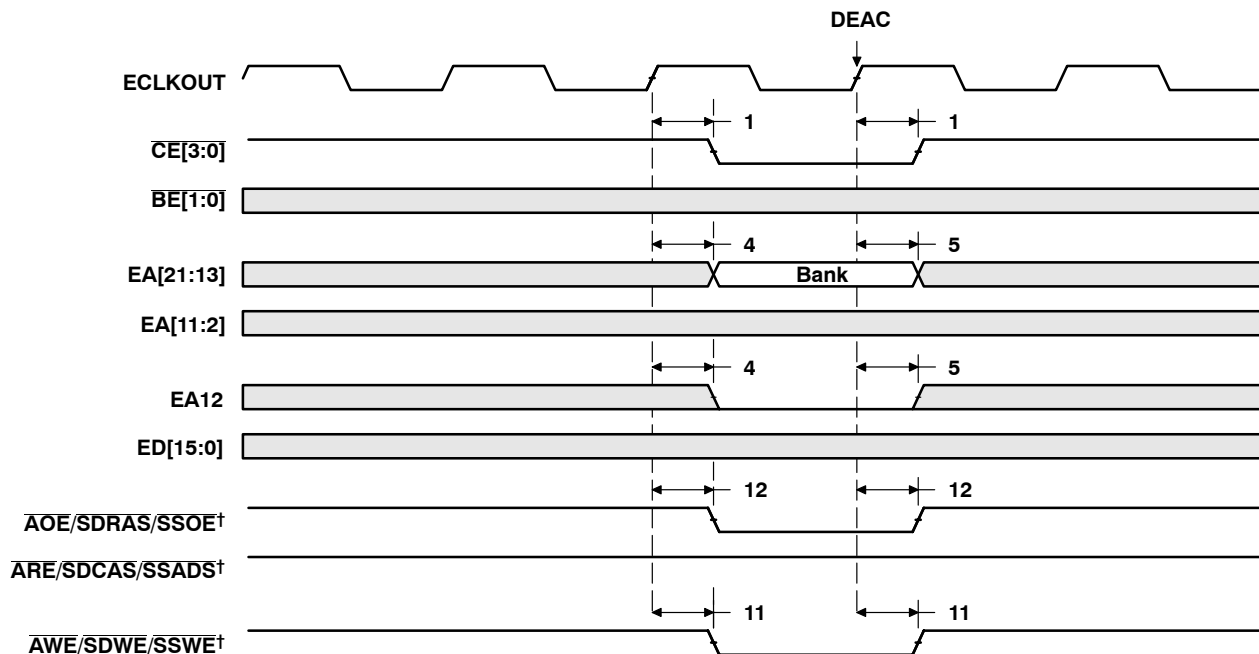 DEAC
ECLKOUT
1 1
CE[3:0]
BE[1:0]
4 5
EA[21:13] Bank
EA[11:2]
4 5
EA12
ED[15:0]
12 12
AOE/SDRAS/SSOE†
ARE/SDCAS/SSADS†
11 11
AWE/SDWE/SSWE†